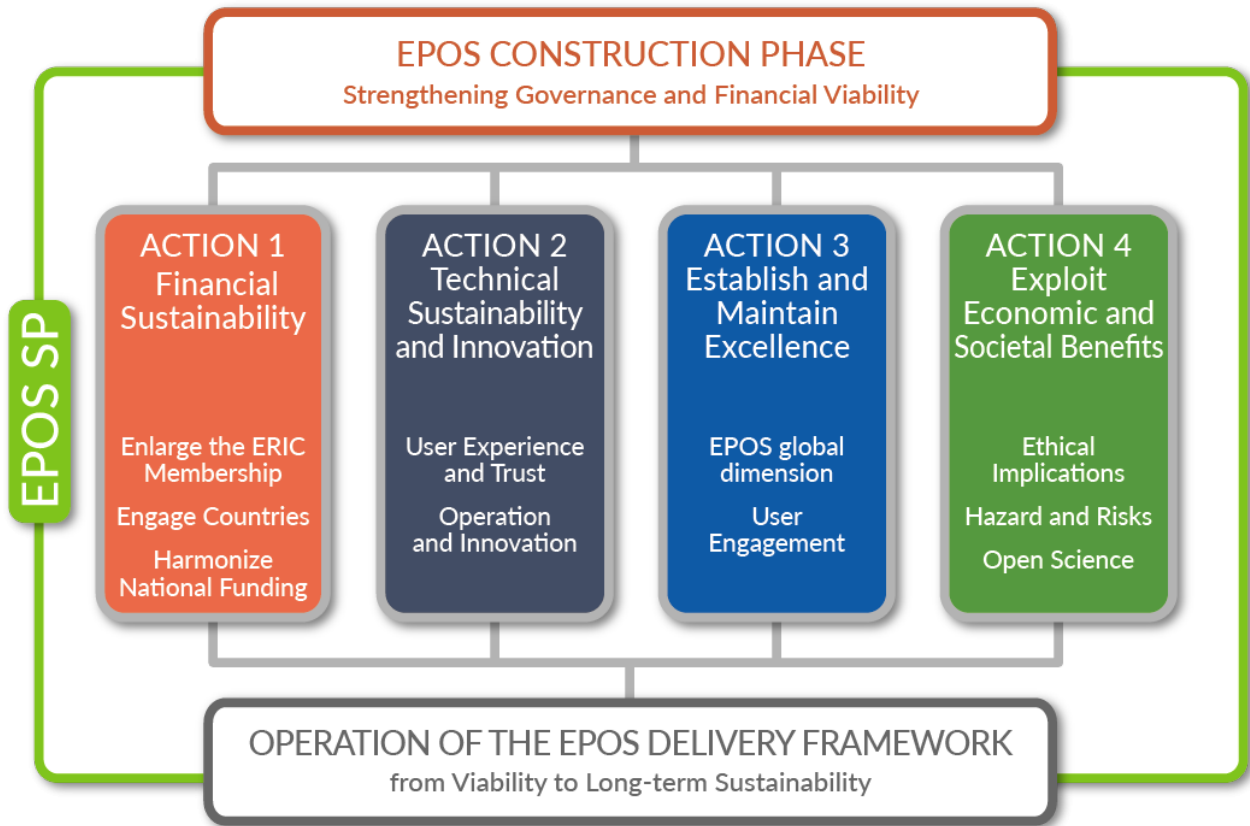 EPOS CONSTRUCTION PHASE
Strengthening Governance and Financial Viability
EPOS SP
ACTION 1
Financial
Sustainability
Enlarge the ERIC
Membership
Engage Countries
Harmonize
National Funding
ACTION 2
Technical
Sustainability
and Innovation
User Experience
and Trust
Operation
and Innovation
ACTION 3
Establish and
Maintain
Excellence
EPOS global
dimension
User
Engagement
ACTION 4
Exploit
Economic and
Societal Benefits
Ethical
Implications
Hazard and Risks
Open Science
OPERATION OF THE EPOS DELIVERY FRAMEWORK
from Viability to Long-term Sustainability